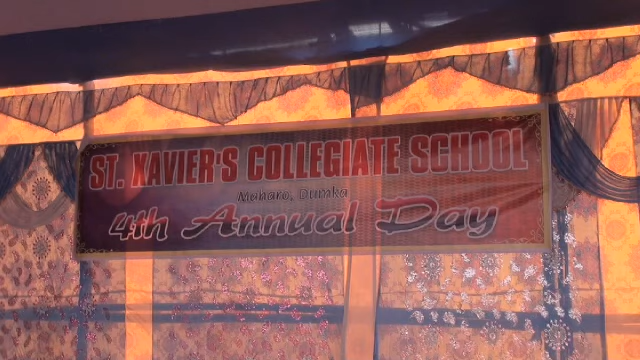 ST. XAVIER'S COLLEGIATE SCHOOL
Maharo, Dumka
4th Annual Day